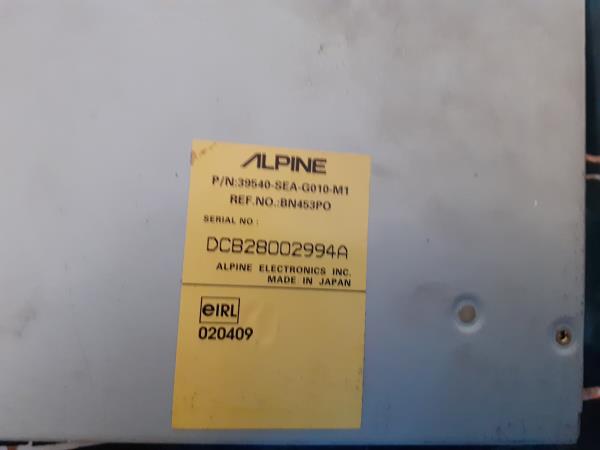 ALPINE
P/N:39540-SEA-G010-M1
REF.NO.:BN453PO
SERIAL NO :
DCB28002994A
ALPINE ELECTRONICS INC.
MADE IN JAPAN
eIRL
020409